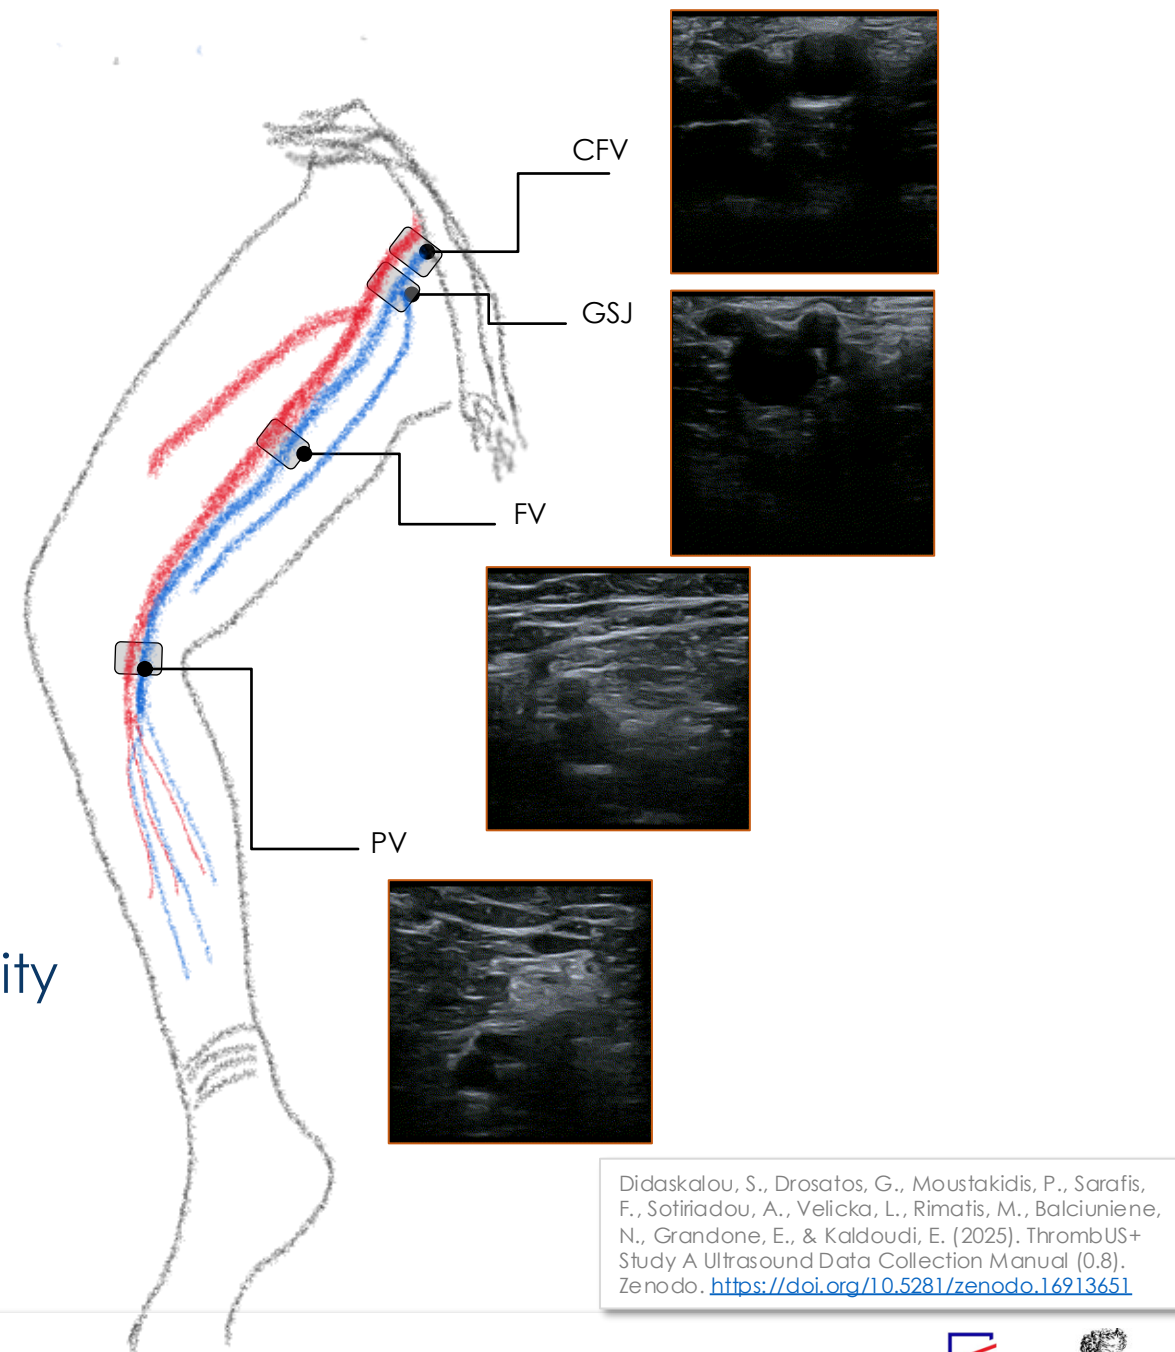 CFV
GSJ
FV
PV
ity
Didaskalou, S., Drosatos, G., Moustakidis, P., Sarafis,
F., Sotiriadou, A., Velicka, L., Rimatis, M., Balciuniene,
N., Grandone, E., & Kaldoudi, E. (2025). ThrombUS+
Study A Ultrasound Data Collection Manual (0.8).
Zenodo. https://doi.org/10.5281/zenodo.16913651